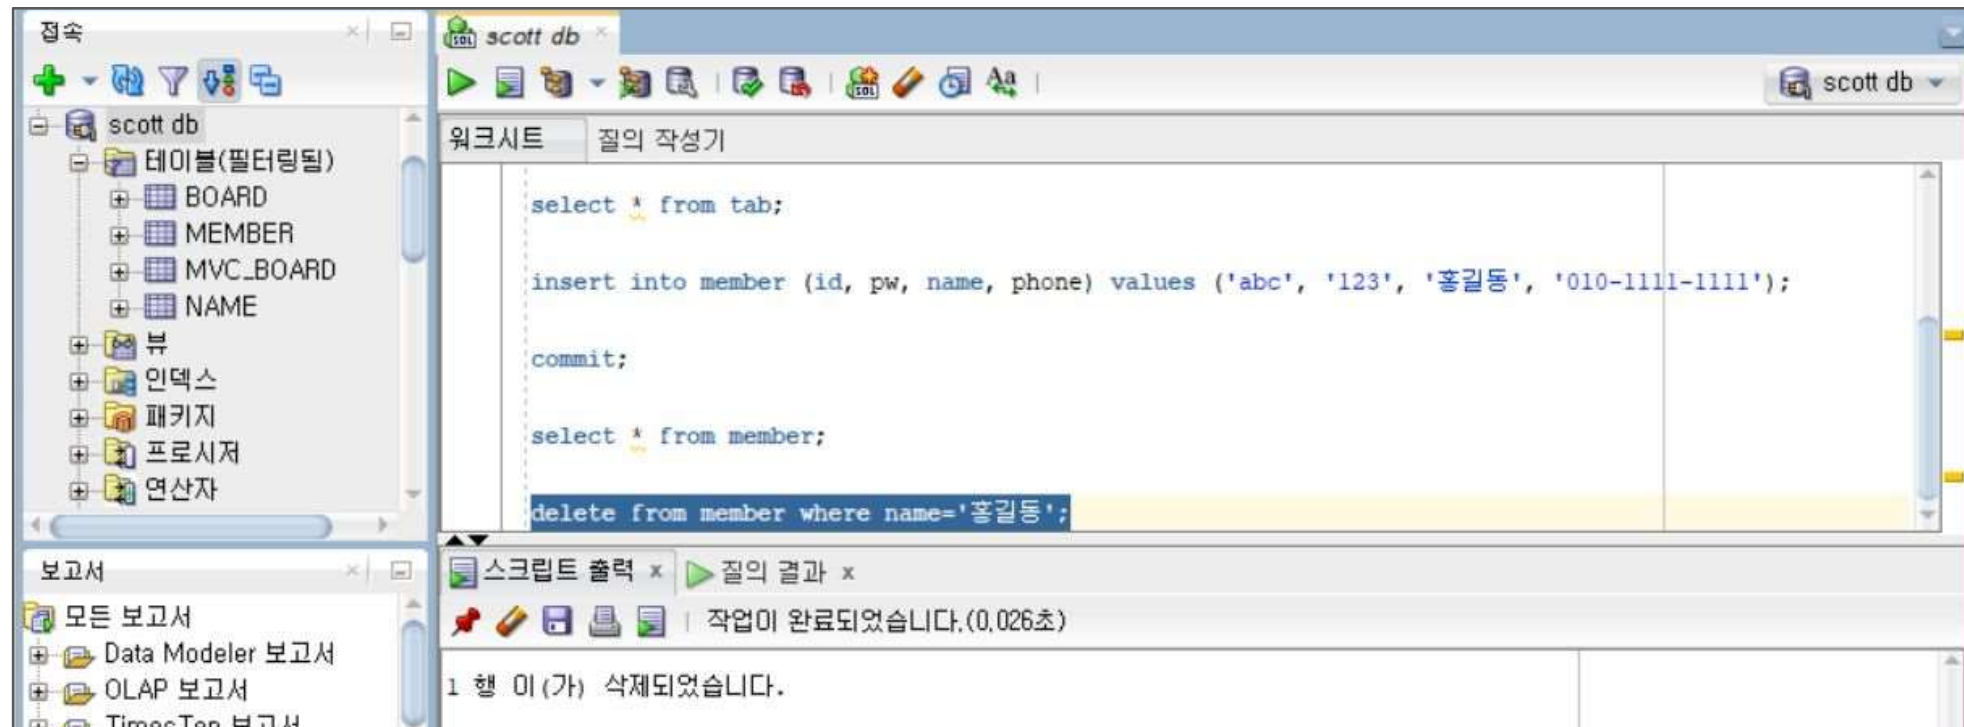 접속
scott db
테이블(필터링됨)
BOARD
MEMBER
MVC_BOARD
NAME
뷰
인덱스
패키지
프로시저
연산자
보고서
모든 보고서
Data Modeler 보고서
OLAP 보고서
TimesTen 보고서
scott db
scott db
워크시트 질의 작성기
select * from tab;
insert into member (id, pw, name, phone) values ('abc', '123', '홍길동', '010-1111-1111');
commit;
select * from member;
delete from member where name='홍길동';
스크립트 출력 x 질의 결과 x
작업이 완료되었습니다.(0,026초)
1 행 이(가) 삭제되었습니다.